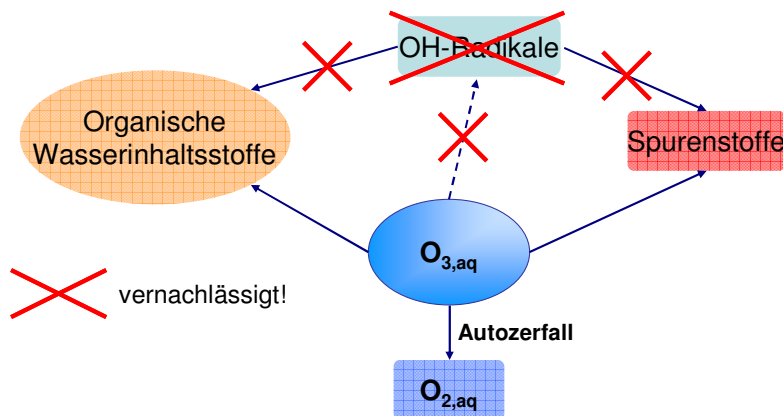 OH-Radikale
Organische
Wasserinhaltsstoffe
Spurenstoffe
O3,aq
vernachlässigt!
Autozerfall
O2,aq